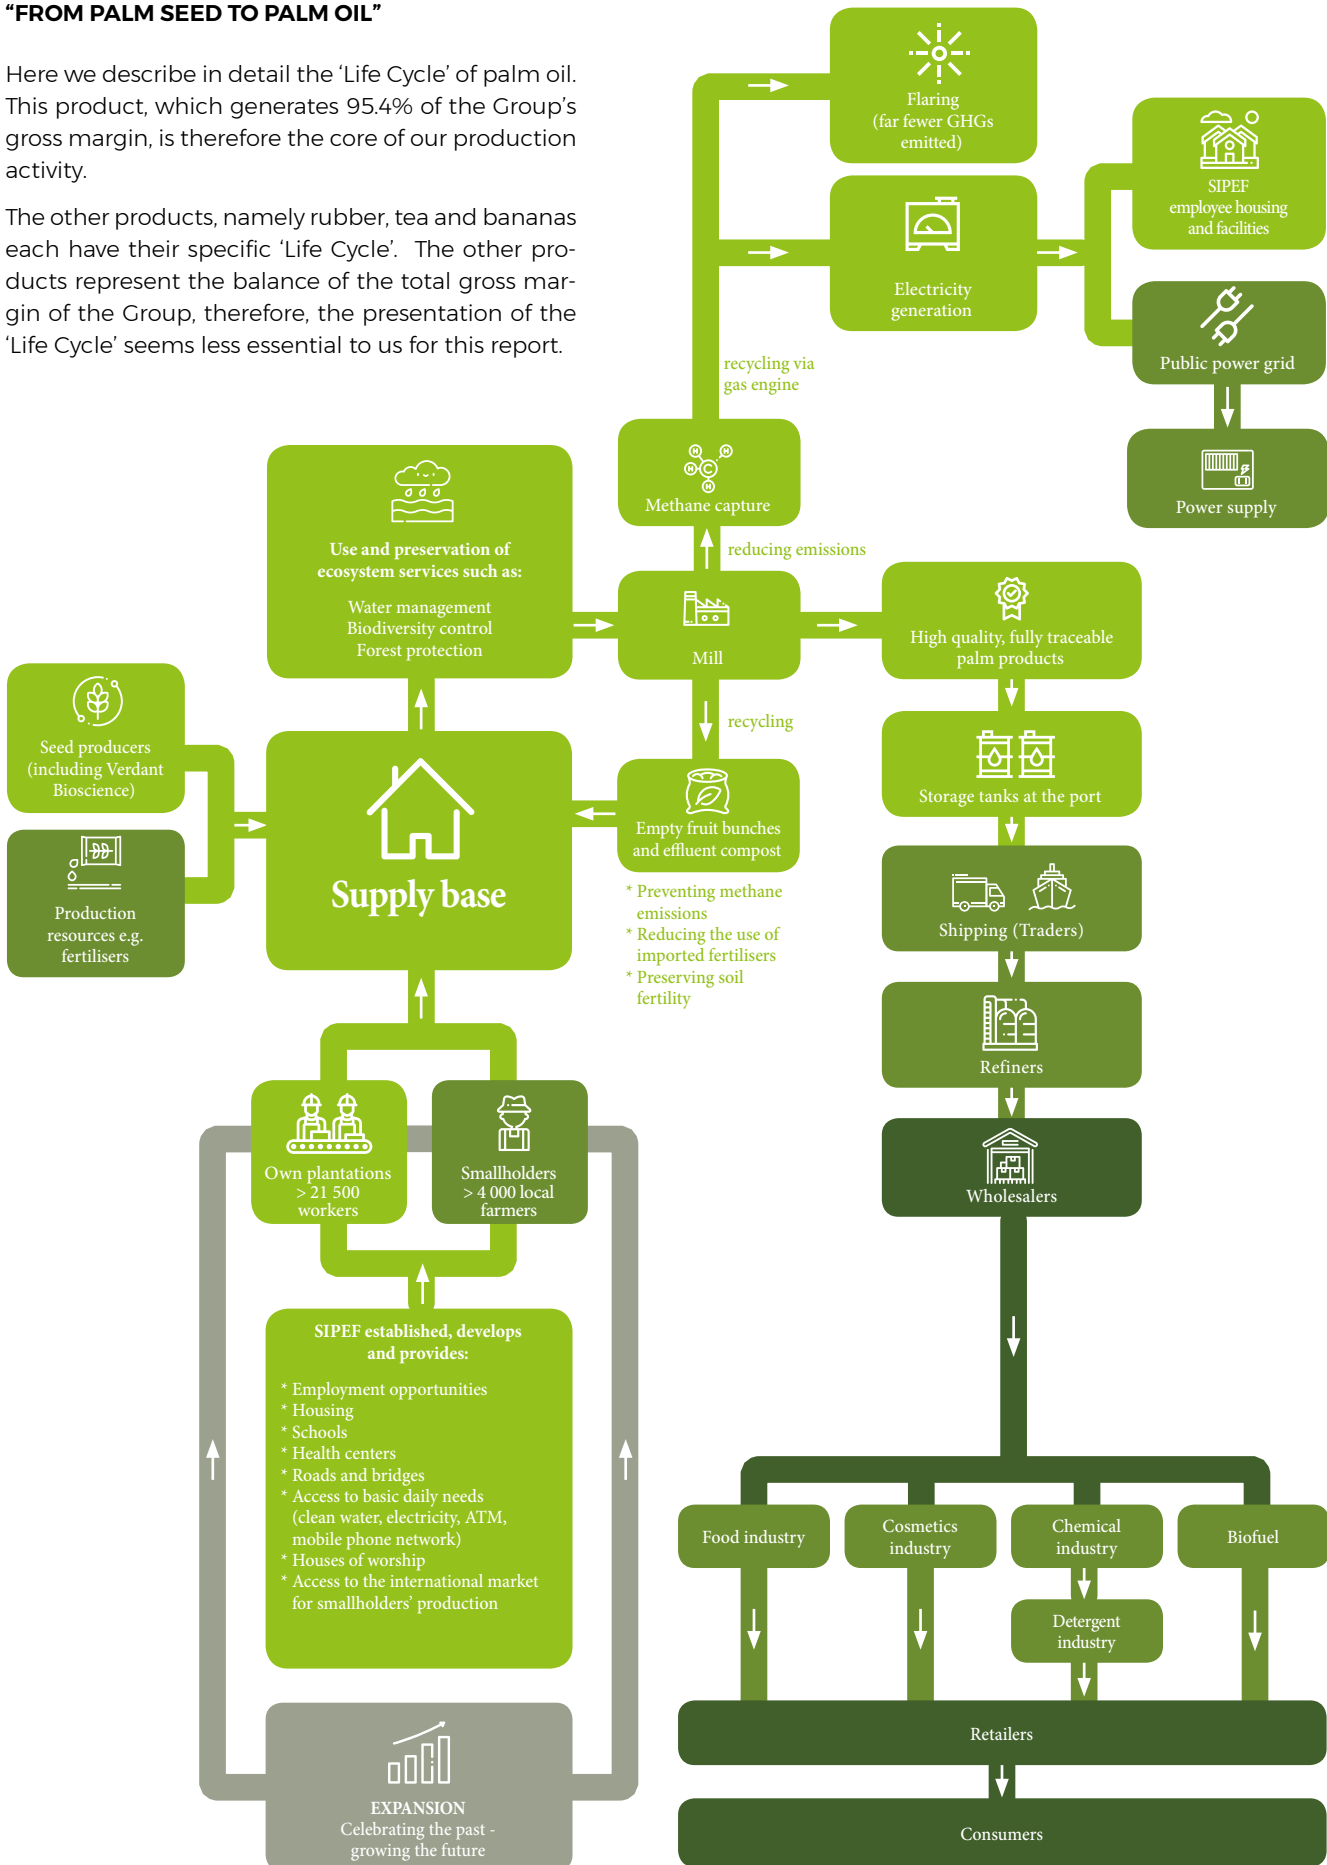 “FROM PALM SEED TO PALM OIL”
Here we describe in detail the ‘Life Cycle’ of palm oil.
This product, which generates 95.4% of the Group’s
gross margin, is therefore the core of our production
activity.
The other products, namely rubber, tea and bananas
each have their specific ‘Life Cycle’. The other pro-
ducts represent the balance of the total gross mar-
gin of the Group, therefore, the presentation of the
‘Life Cycle’ seems less essential to us for this report.
Flaring
(far fewer GHGs
emitted)
SIPEF
employee housing
and facilities
Electricity
generation
Public power grid
Power supply
recycling via
gas engine
H
H
H
C
H
Methane capture
reducing emissions
Use and preservation of
ecosystem services such as:
Water management
Biodiversity control
Forest protection
Mill
High quality, fully traceable
palm products
recycling
Seed producers
(including Verdant
Bioscience)
Production
resources e.g.
fertilisers
Supply base
Empty fruit bunches
and effluent compost
* Preventing methane
emissions
* Reducing the use of
imported fertilisers
* Preserving soil
fertility
Storage tanks at the port
Shipping (Traders)
Refiners
Wholesalers
Own plantations
> 21 500
workers
Smallholders
> 4 000 local
farmers
SIPEF established, develops
and provides:
* Employment opportunities
* Housing
* Schools
* Health centers
* Roads and bridges
* Access to basic daily needs
(clean water, electricity, ATM,
mobile phone network)
* Houses of worship
* Access to the international market
for smallholders’ production
EXPANSION
Celebrating the past -
growing the future
Food industry
Cosmetics
industry
Chemical
industry
Biofuel
Detergent
industry
Retailers
Consumers